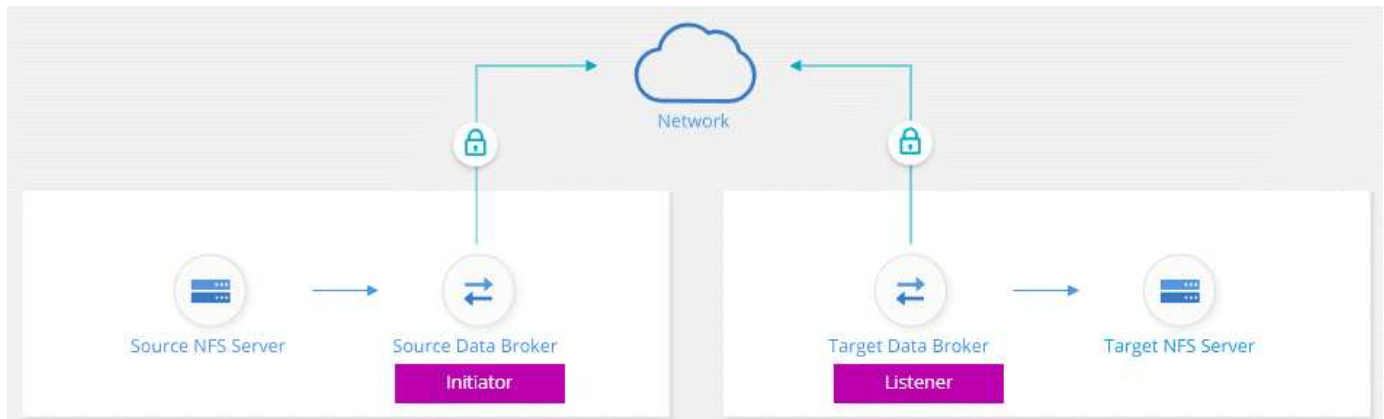 Network
Source NFS Server
Source Data Broker
Target Data Broker
Target NFS Server
Initiator
Listener